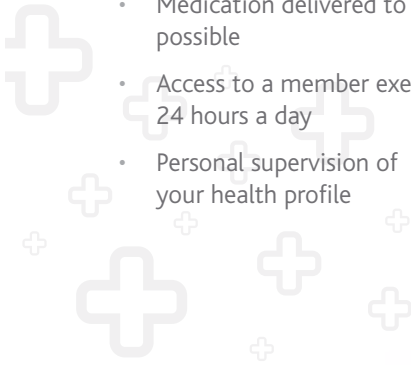 • Medication delivered to
possible
• Access to a member exe
24 hours a day
• Personal supervision of
your health profile